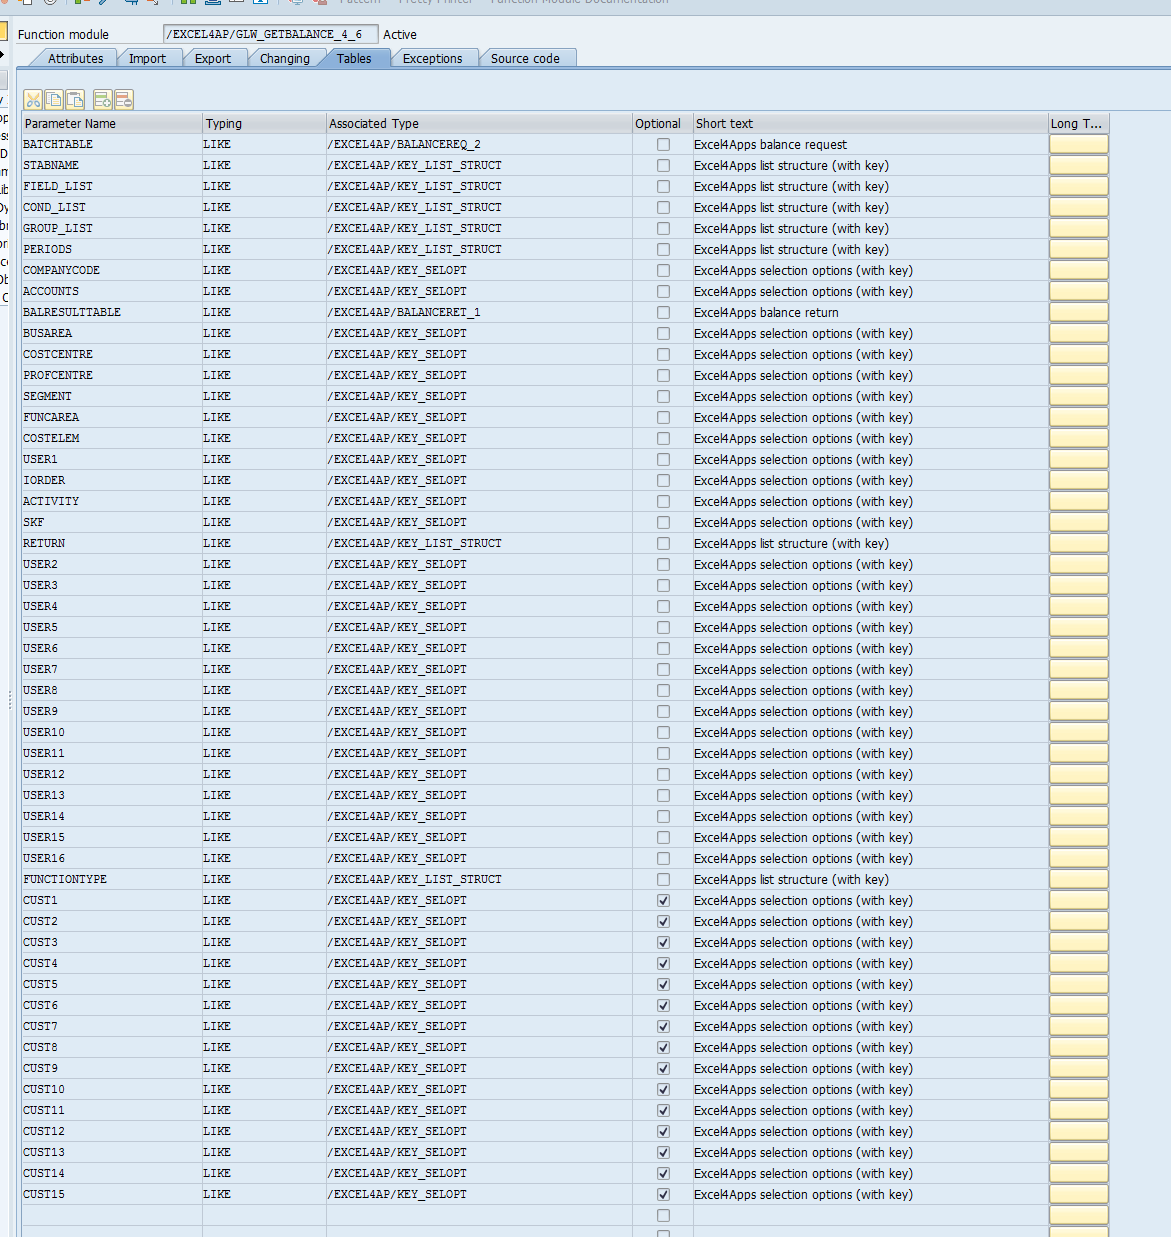 Pattern Pretty Printer Function Module Documentation
Function module /EXCEL4AP/GLW_GETBALANCE_4_6 Active
Attributes Import Export Changing Tables Exceptions Source code
Parameter Name Typing Associated Type Optional Short text Long T...
BATCHTABLE LIKE /EXCEL4AP/BALANCEREQ_2 Excel4Apps balance request
STABNAME LIKE /EXCEL4AP/KEY_LIST_STRUCT Excel4Apps list structure (with key)
FIELD_LIST LIKE /EXCEL4AP/KEY_LIST_STRUCT Excel4Apps list structure (with key)
COND_LIST LIKE /EXCEL4AP/KEY_LIST_STRUCT Excel4Apps list structure (with key)
GROUP_LIST LIKE /EXCEL4AP/KEY_LIST_STRUCT Excel4Apps list structure (with key)
PERIODS LIKE /EXCEL4AP/KEY_LIST_STRUCT Excel4Apps list structure (with key)
COMPANYCODE LIKE /EXCEL4AP/KEY_SELOPT Excel4Apps selection options (with key)
ACCOUNTS LIKE /EXCEL4AP/KEY_SELOPT Excel4Apps selection options (with key)
BALRESULTTABLE LIKE /EXCEL4AP/BALANCERET_1 Excel4Apps balance return
BUSAREA LIKE /EXCEL4AP/KEY_SELOPT Excel4Apps selection options (with key)
COSTCENTRE LIKE /EXCEL4AP/KEY_SELOPT Excel4Apps selection options (with key)
PROFCENTRE LIKE /EXCEL4AP/KEY_SELOPT Excel4Apps selection options (with key)
SEGMENT LIKE /EXCEL4AP/KEY_SELOPT Excel4Apps selection options (with key)
FUNCAREA LIKE /EXCEL4AP/KEY_SELOPT Excel4Apps selection options (with key)
COSTELEM LIKE /EXCEL4AP/KEY_SELOPT Excel4Apps selection options (with key)
USER1 LIKE /EXCEL4AP/KEY_SELOPT Excel4Apps selection options (with key)
IORDER LIKE /EXCEL4AP/KEY_SELOPT Excel4Apps selection options (with key)
ACTIVITY LIKE /EXCEL4AP/KEY_SELOPT Excel4Apps selection options (with key)
SKF LIKE /EXCEL4AP/KEY_SELOPT Excel4Apps selection options (with key)
RETURN LIKE /EXCEL4AP/KEY_LIST_STRUCT Excel4Apps list structure (with key)
USER2 LIKE /EXCEL4AP/KEY_SELOPT Excel4Apps selection options (with key)
USER3 LIKE /EXCEL4AP/KEY_SELOPT Excel4Apps selection options (with key)
USER4 LIKE /EXCEL4AP/KEY_SELOPT Excel4Apps selection options (with key)
USER5 LIKE /EXCEL4AP/KEY_SELOPT Excel4Apps selection options (with key)
USER6 LIKE /EXCEL4AP/KEY_SELOPT Excel4Apps selection options (with key)
USER7 LIKE /EXCEL4AP/KEY_SELOPT Excel4Apps selection options (with key)
USER8 LIKE /EXCEL4AP/KEY_SELOPT Excel4Apps selection options (with key)
USER9 LIKE /EXCEL4AP/KEY_SELOPT Excel4Apps selection options (with key)
USER10 LIKE /EXCEL4AP/KEY_SELOPT Excel4Apps selection options (with key)
USER11 LIKE /EXCEL4AP/KEY_SELOPT Excel4Apps selection options (with key)
USER12 LIKE /EXCEL4AP/KEY_SELOPT Excel4Apps selection options (with key)
USER13 LIKE /EXCEL4AP/KEY_SELOPT Excel4Apps selection options (with key)
USER14 LIKE /EXCEL4AP/KEY_SELOPT Excel4Apps selection options (with key)
USER15 LIKE /EXCEL4AP/KEY_SELOPT Excel4Apps selection options (with key)
USER16 LIKE /EXCEL4AP/KEY_SELOPT Excel4Apps selection options (with key)
FUNCTIONTYPE LIKE /EXCEL4AP/KEY_LIST_STRUCT Excel4Apps list structure (with key)
CUST1 LIKE /EXCEL4AP/KEY_SELOPT Excel4Apps selection options (with key)
CUST2 LIKE /EXCEL4AP/KEY_SELOPT Excel4Apps selection options (with key)
CUST3 LIKE /EXCEL4AP/KEY_SELOPT Excel4Apps selection options (with key)
CUST4 LIKE /EXCEL4AP/KEY_SELOPT Excel4Apps selection options (with key)
CUST5 LIKE /EXCEL4AP/KEY_SELOPT Excel4Apps selection options (with key)
CUST6 LIKE /EXCEL4AP/KEY_SELOPT Excel4Apps selection options (with key)
CUST7 LIKE /EXCEL4AP/KEY_SELOPT Excel4Apps selection options (with key)
CUST8 LIKE /EXCEL4AP/KEY_SELOPT Excel4Apps selection options (with key)
CUST9 LIKE /EXCEL4AP/KEY_SELOPT Excel4Apps selection options (with key)
CUST10 LIKE /EXCEL4AP/KEY_SELOPT Excel4Apps selection options (with key)
CUST11 LIKE /EXCEL4AP/KEY_SELOPT Excel4Apps selection options (with key)
CUST12 LIKE /EXCEL4AP/KEY_SELOPT Excel4Apps selection options (with key)
CUST13 LIKE /EXCEL4AP/KEY_SELOPT Excel4Apps selection options (with key)
CUST14 LIKE /EXCEL4AP/KEY_SELOPT Excel4Apps selection options (with key)
CUST15 LIKE /EXCEL4AP/KEY_SELOPT Excel4Apps selection options (with key)